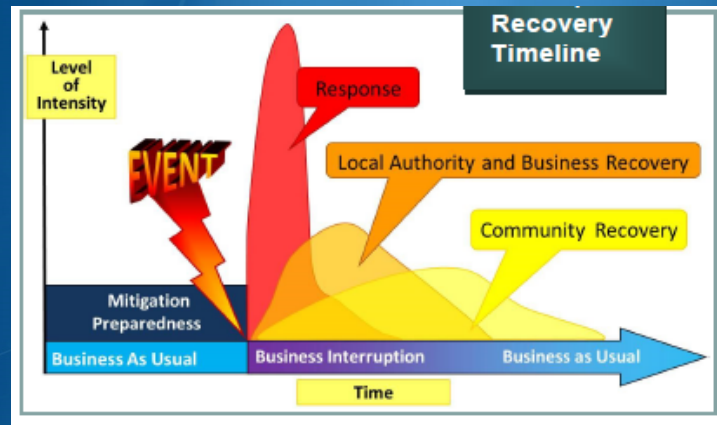 Recovery
Timeline
Level
of
Intensity
Response
EVENT
Local Authority and Business Recovery
Community Recovery
Mitigation
Preparedness
Business As Usual
Business Interruption
Business as Usual
Time